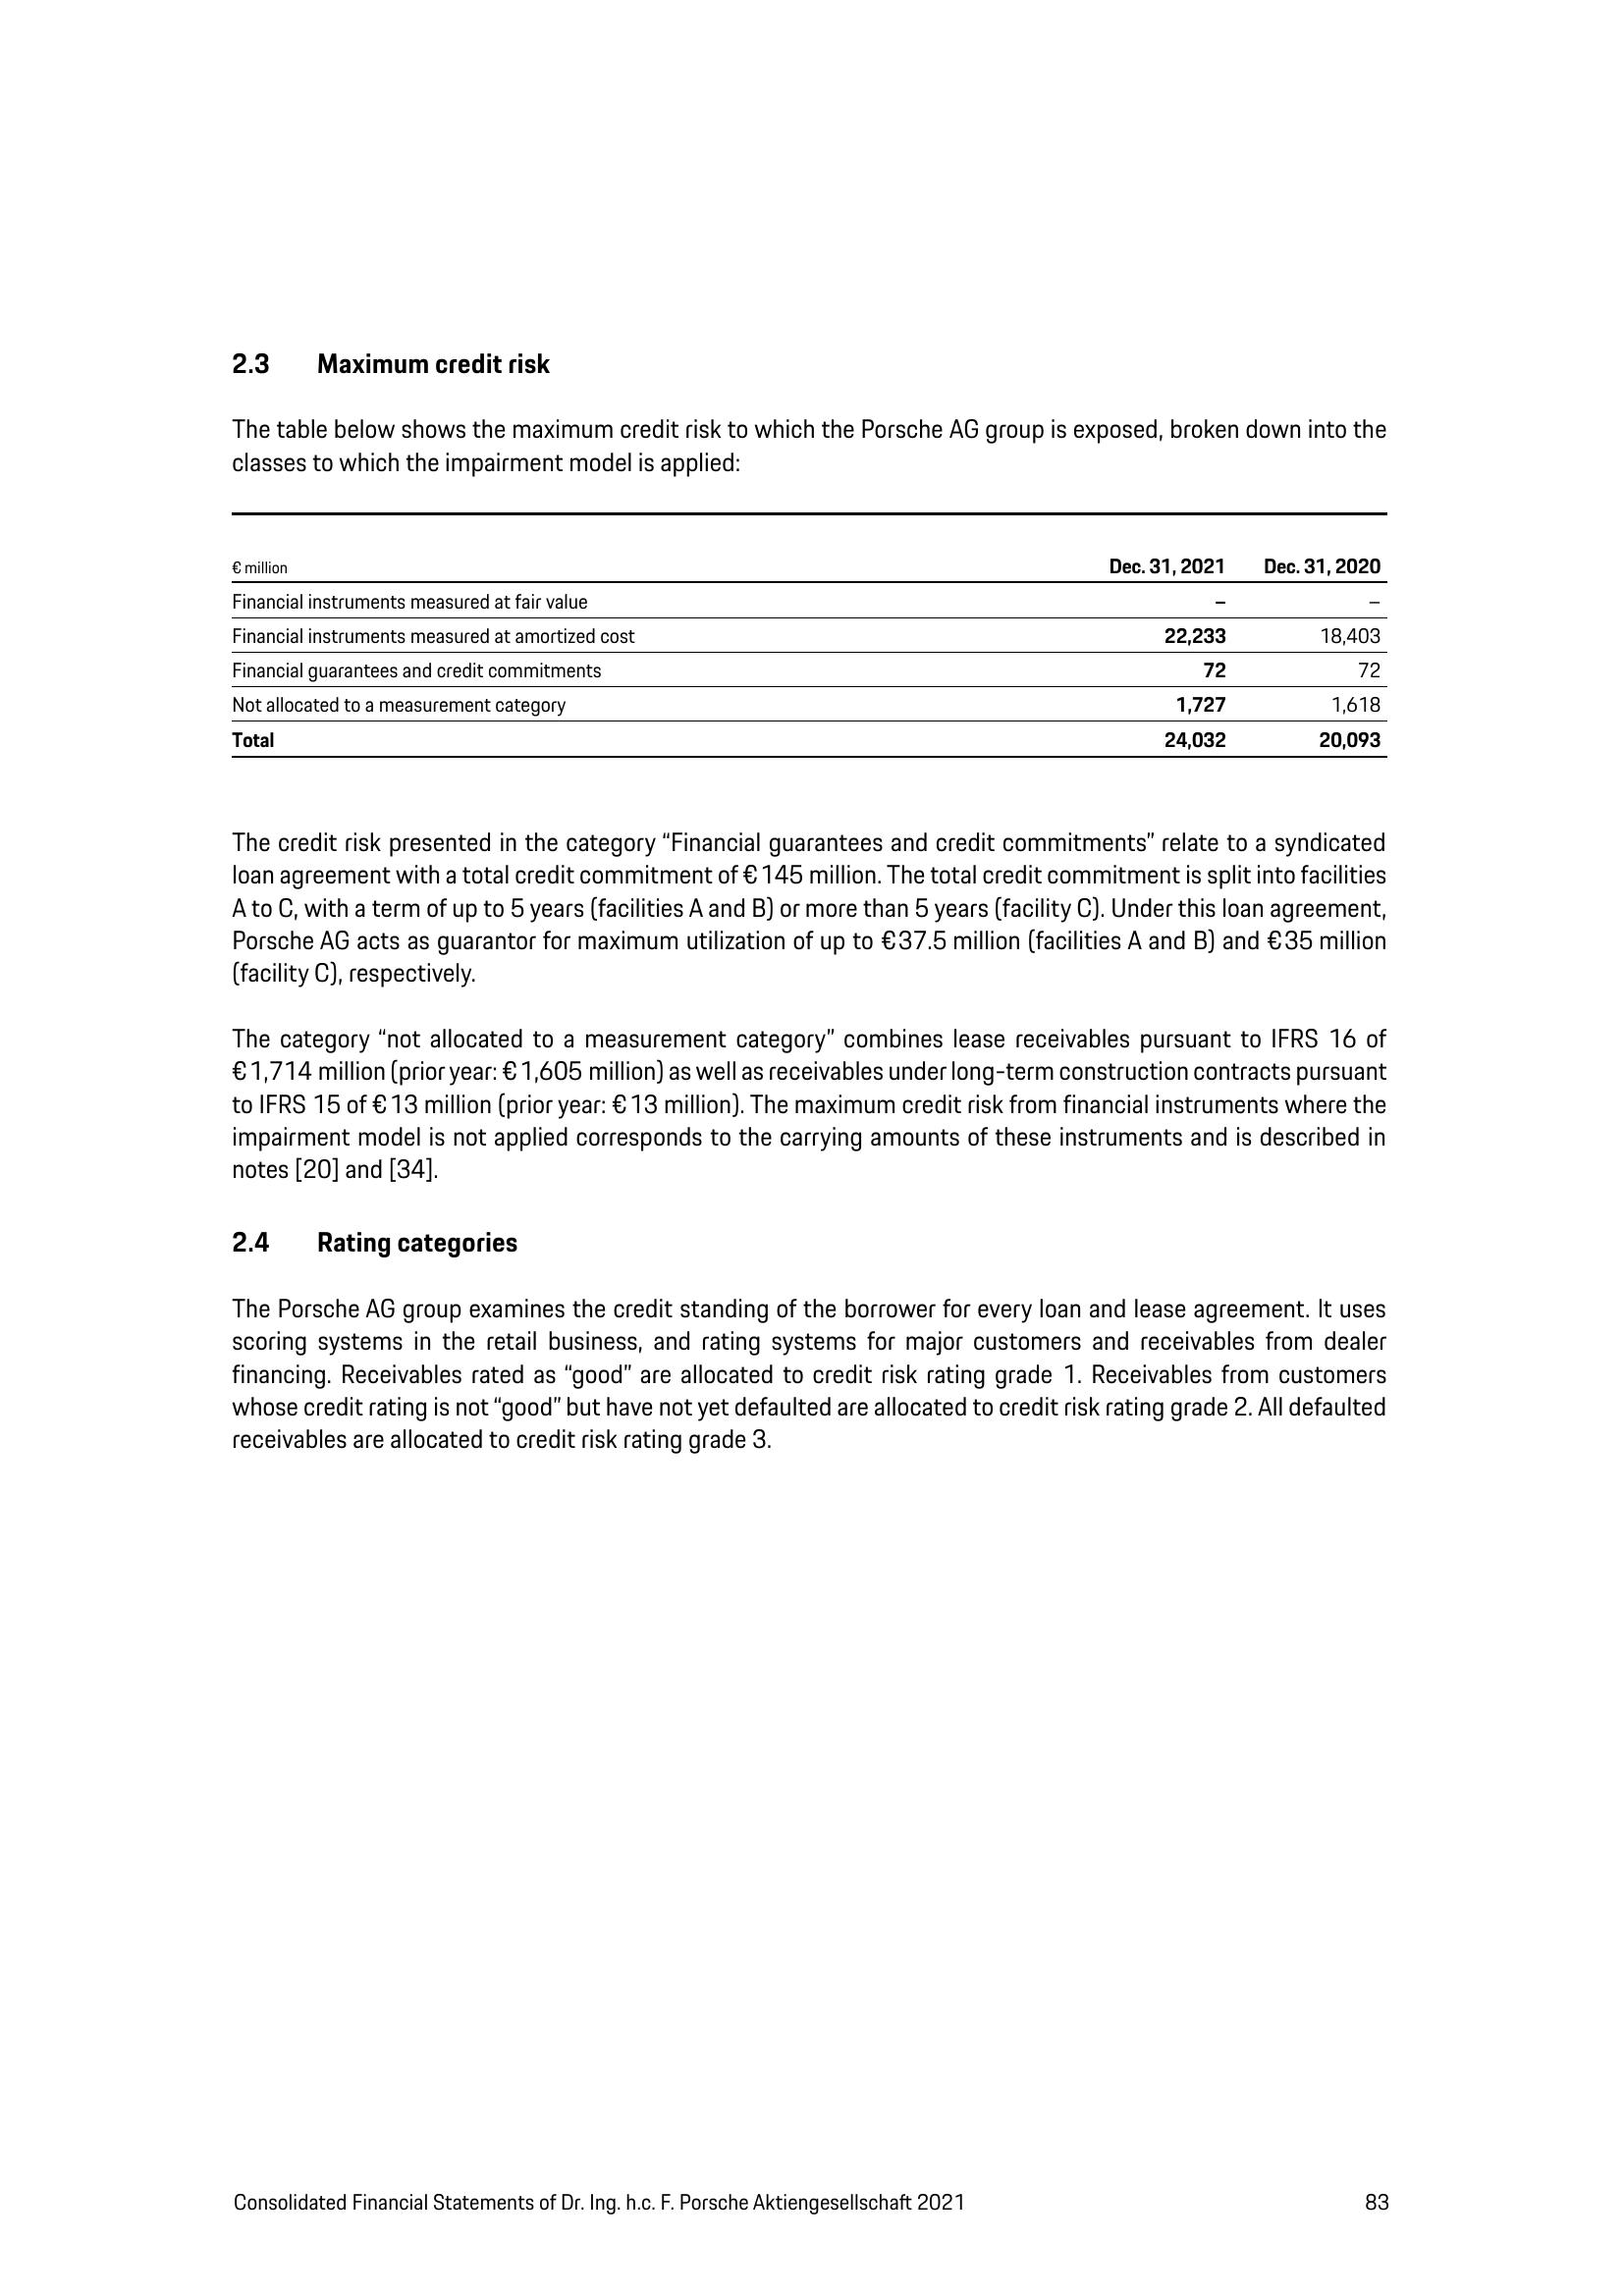 2.3 Maximum credit risk
The table below shows the maximum credit risk to which the Porsche AG group is exposed, broken down into the
classes to which the impairment model is applied:
€ million Dec. 31, 2021 Dec. 31, 2020
Financial instruments measured at fair value – –
Financial instruments measured at amortized cost 22,233 18,403
Financial guarantees and credit commitments 72 72
Not allocated to a measurement category 1,727 1,618
Total 24,032 20,093
The credit risk presented in the category “Financial guarantees and credit commitments” relate to a syndicated
loan agreement with a total credit commitment of € 145 million. The total credit commitment is split into facilities
A to C, with a term of up to 5 years (facilities A and B) or more than 5 years (facility C). Under this loan agreement,
Porsche AG acts as guarantor for maximum utilization of up to € 37.5 million (facilities A and B) and € 35 million
(facility C), respectively.
The category “not allocated to a measurement category” combines lease receivables pursuant to IFRS 16 of
€ 1,714 million (prior year: € 1,605 million) as well as receivables under long-term construction contracts pursuant
to IFRS 15 of € 13 million (prior year: € 13 million). The maximum credit risk from financial instruments where the
impairment model is not applied corresponds to the carrying amounts of these instruments and is described in
notes [20] and [34].
2.4 Rating categories
The Porsche AG group examines the credit standing of the borrower for every loan and lease agreement. It uses
scoring systems in the retail business, and rating systems for major customers and receivables from dealer
financing. Receivables rated as “good” are allocated to credit risk rating grade 1. Receivables from customers
whose credit rating is not “good” but have not yet defaulted are allocated to credit risk rating grade 2. All defaulted
receivables are allocated to credit risk rating grade 3.
Consolidated Financial Statements of Dr. Ing. h.c. F. Porsche Aktiengesellschaft 2021 83